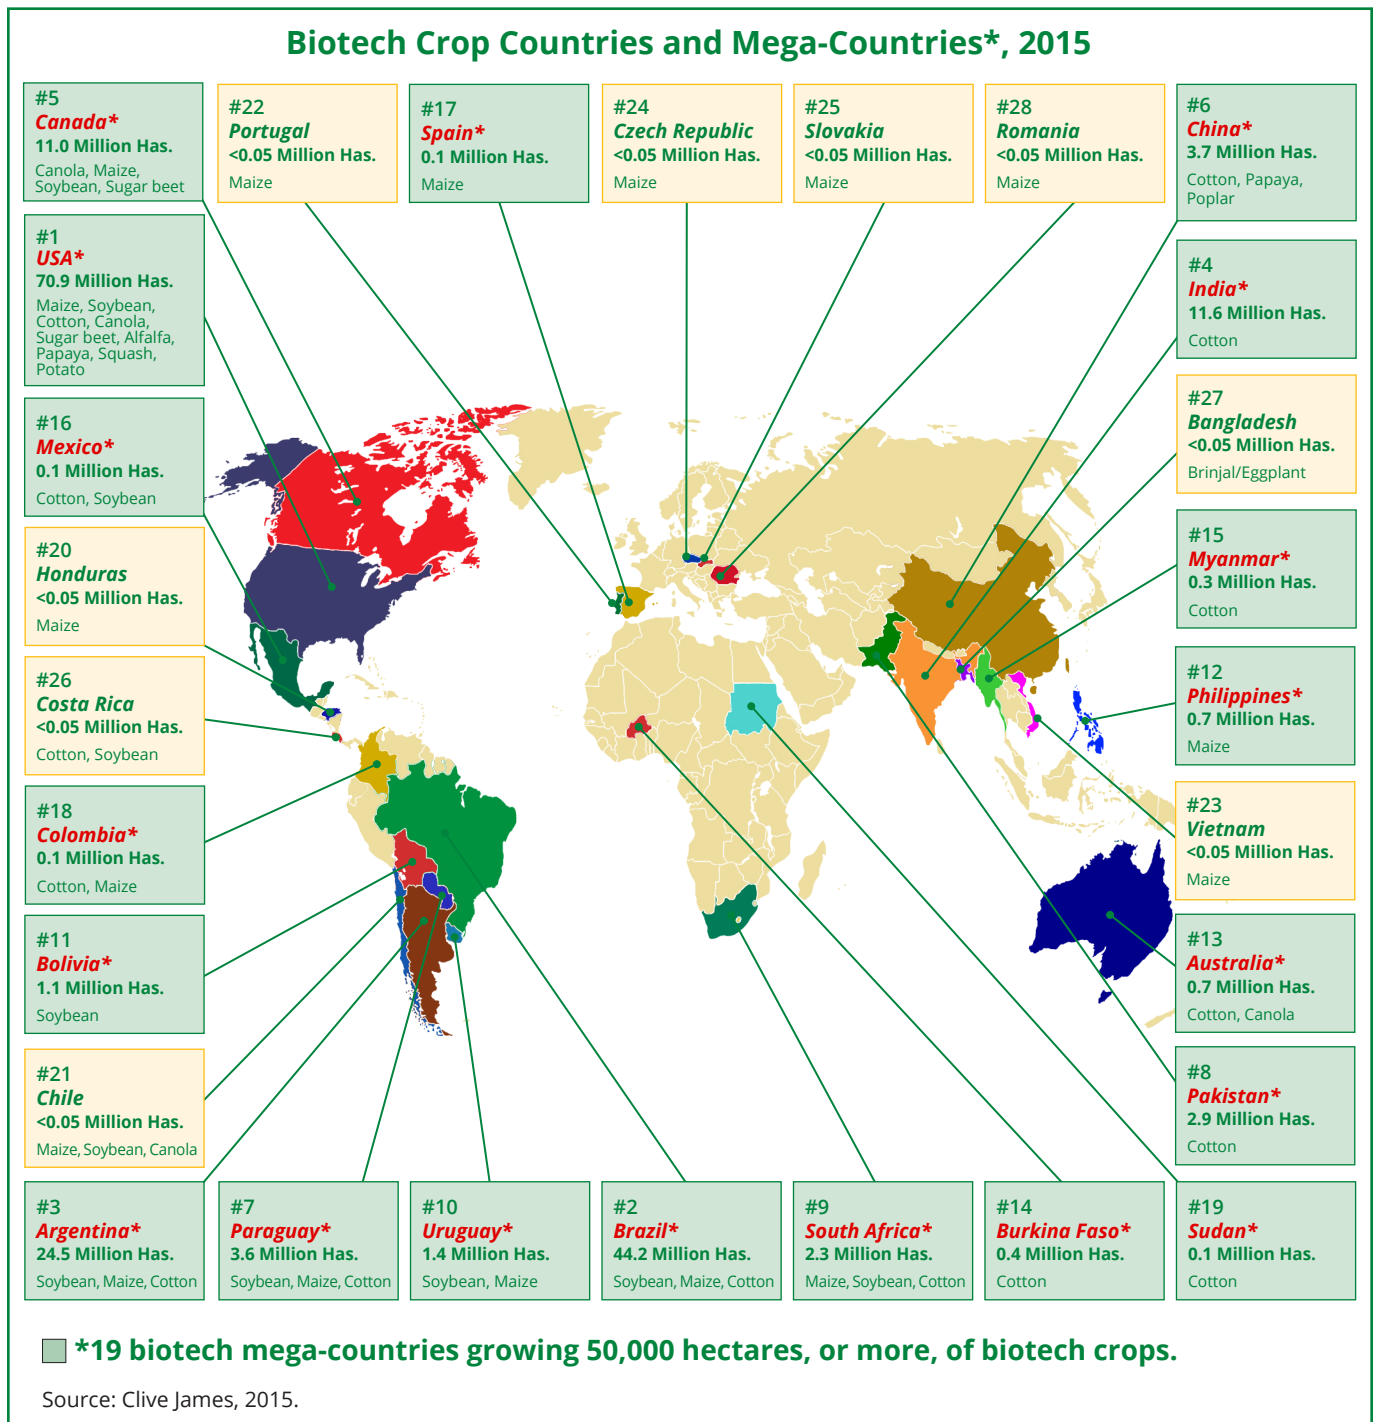 Biotech Crop Countries and Mega-Countries*, 2015
#5
Canada*
11.0 Million Has.
Canola, Maize,
Soybean, Sugar beet
#22
Portugal
<0.05 Million Has.
Maize
#17
Spain*
0.1 Million Has.
Maize
#24
Czech Republic
<0.05 Million Has.
Maize
#25
Slovakia
<0.05 Million Has.
Maize
#28
Romania
<0.05 Million Has.
Maize
#6
China*
3.7 Million Has.
Cotton, Papaya,
Poplar
#1
USA*
70.9 Million Has.
Maize, Soybean,
Cotton, Canola,
Sugar beet, Alfalfa,
Papaya, Squash,
Potato
#4
India*
11.6 Million Has.
Cotton
#16
Mexico*
0.1 Million Has.
Cotton, Soybean
#27
Bangladesh
<0.05 Million Has.
Brinjal/Eggplant
#20
Honduras
<0.05 Million Has.
Maize
#15
Myanmar*
0.3 Million Has.
Cotton
#26
Costa Rica
<0.05 Million Has.
Cotton, Soybean
#12
Philippines*
0.7 Million Has.
Maize
#18
Colombia*
0.1 Million Has.
Cotton, Maize
#23
Vietnam
<0.05 Million Has.
Maize
#11
Bolivia*
1.1 Million Has.
Soybean
#13
Australia*
0.7 Million Has.
Cotton, Canola
#21
Chile
<0.05 Million Has.
Maize, Soybean, Canola
#8
Pakistan*
2.9 Million Has.
Cotton
#3
Argentina*
24.5 Million Has.
Soybean, Maize, Cotton
#7
Paraguay*
3.6 Million Has.
Soybean, Maize, Cotton
#10
Uruguay*
1.4 Million Has.
Soybean, Maize
#2
Brazil*
44.2 Million Has.
Soybean, Maize, Cotton
#9
South Africa*
2.3 Million Has.
Maize, Soybean, Cotton
#14
Burkina Faso*
0.4 Million Has.
Cotton
#19
Sudan*
0.1 Million Has.
Cotton
*19 biotech mega-countries growing 50,000 hectares, or more, of biotech crops.
Source: Clive James, 2015.